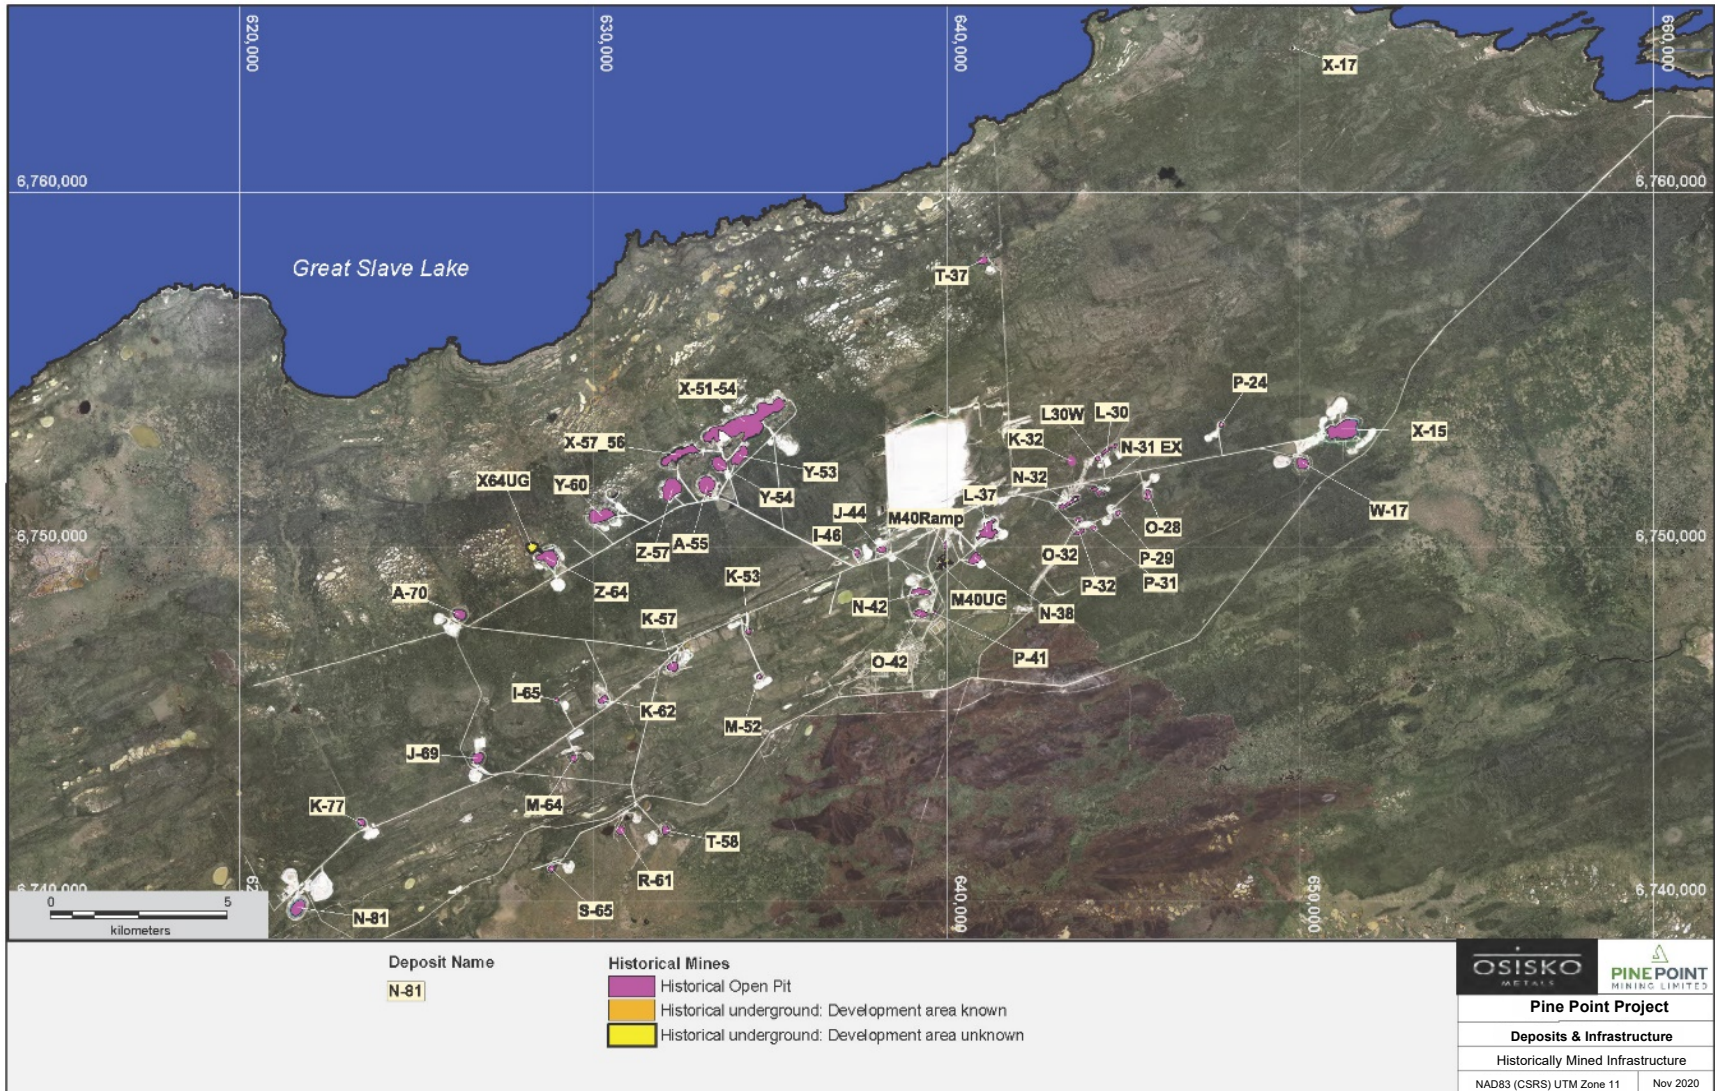 620,000
630,000
640,000
660,000
X-17
6,760,000
6,760,000
Great Slave Lake
T-37
X-51-54
P-24
L30W
L-30
X-57_56
K-32
N-31 EX
X-15
Y-53
X64UG
Y-60
N-32
Y-54
L-37
J-44
M40Ramp
W-17
O-28
6,750,000
I-46
6,750,000
Z-57
A-55
O-32
P-29
K-53
P-32
P-31
A-70
Z-64
N-42
M40UG
K-57
N-38
O-42
P-41
I-65
K-62
M-52
J-69
K-77
M-64
T-58
R-61
6,740,000
6,740,000
640,000
650,000
S-65
N-81
0 5
kilometers
Deposit Name
N-81
Historical Mines
Historical Open Pit
Historical underground: Development area known
Historical underground: Development area unknown
OSISKO
METALS
PINE POINT
MINING LIMITED
Pine Point Project
Deposits & Infrastructure
Historically Mined Infrastructure
NAD83 (CSRS) UTM Zone 11 Nov 2020